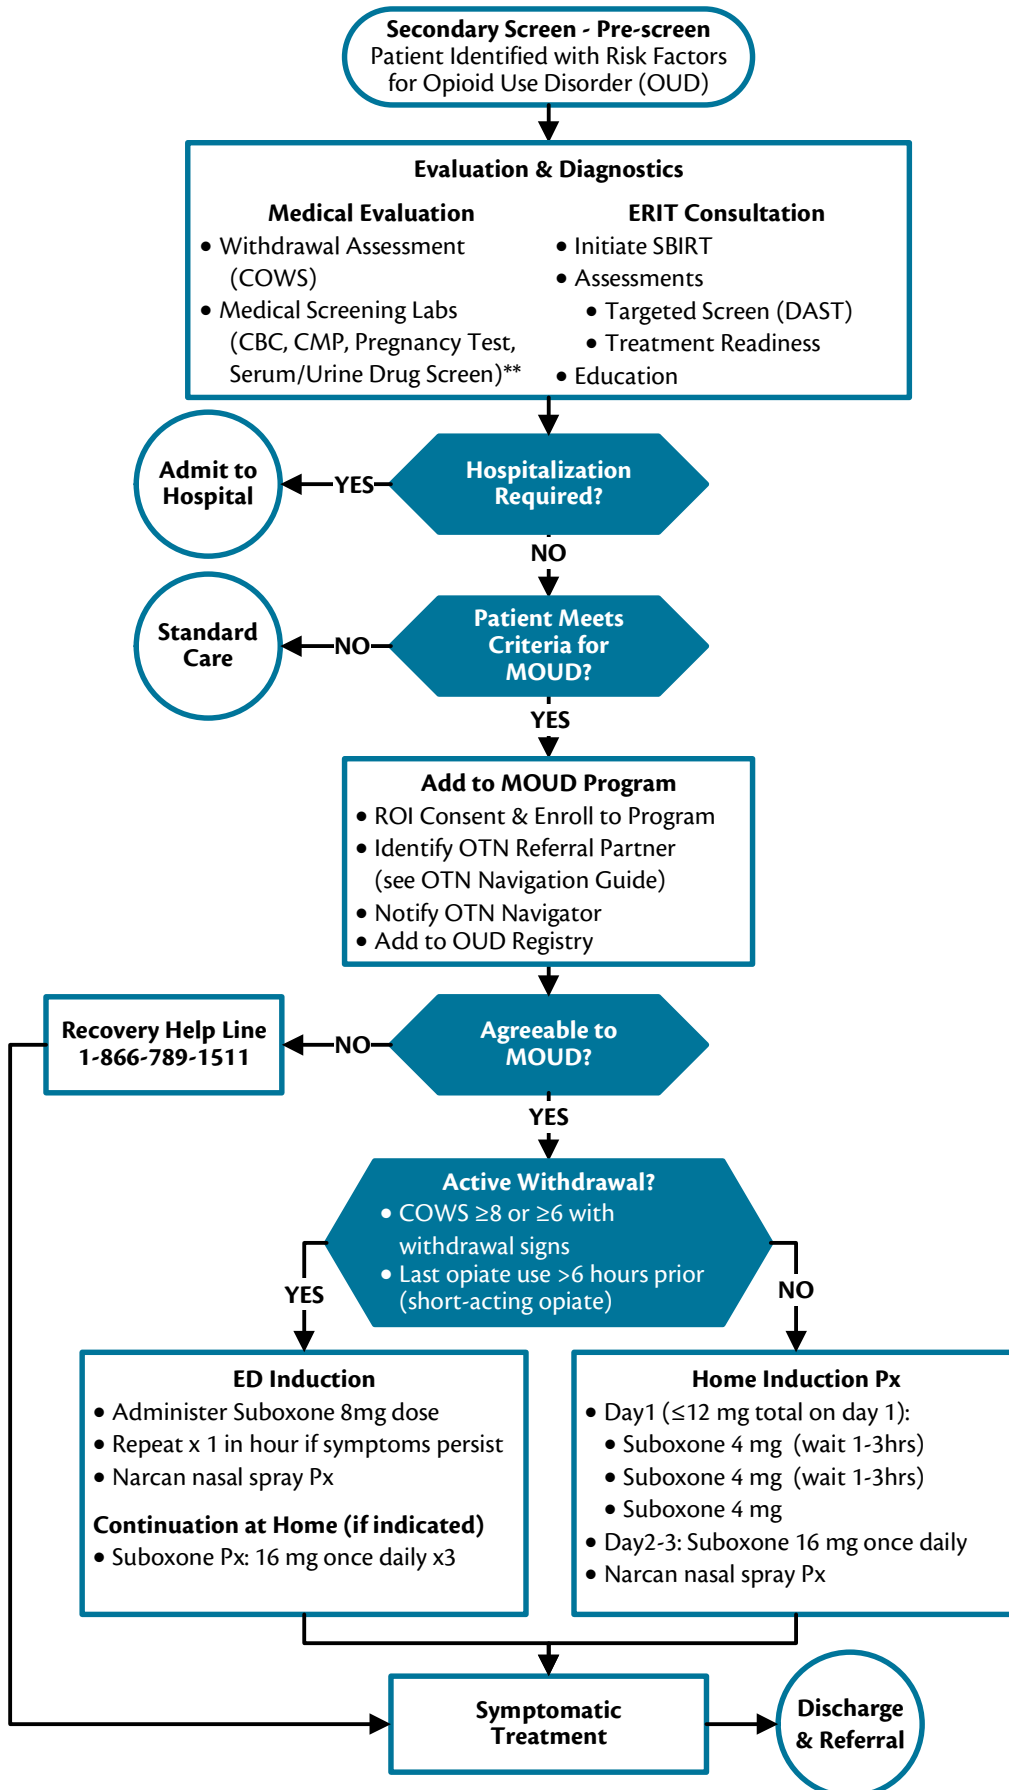 Secondary Screen - Pre-screen
Patient Identified with Risk Factors
for Opioid Use Disorder (OUD)
Evaluation & Diagnostics
Medical Evaluation
• Withdrawal Assessment
(COWS)
• Medical Screening Labs
(CBC, CMP, Pregnancy Test,
Serum/Urine Drug Screen)**
ERIT Consultation
• Initiate SBIRT
• Assessments
• Targeted Screen (DAST)
• Treatment Readiness
• Education
Hospitalization
Required?
YES
Admit to
Hospital
NO
Patient Meets
Criteria for
MOUD?
NO
Standard
Care
YES
Add to MOUD Program
• ROI Consent & Enroll to Program
• Identify OTN Referral Partner
(see OTN Navigation Guide)
• Notify OTN Navigator
• Add to OUD Registry
Agreeable to
MOUD?
NO
Recovery Help Line
1-866-789-1511
YES
Active Withdrawal?
• COWS ≥8 or ≥6 with
withdrawal signs
• Last opiate use >6 hours prior
(short-acting opiate)
YES
NO
ED Induction
• Administer Suboxone 8mg dose
• Repeat x 1 in hour if symptoms persist
• Narcan nasal spray Px
Continuation at Home (if indicated)
• Suboxone Px: 16 mg once daily x3
Home Induction Px
• Day1 (≤12 mg total on day 1):
• Suboxone 4 mg (wait 1-3hrs)
• Suboxone 4 mg (wait 1-3hrs)
• Suboxone 4 mg
• Day2-3: Suboxone 16 mg once daily
• Narcan nasal spray Px
Symptomatic
Treatment
Discharge
& Referral